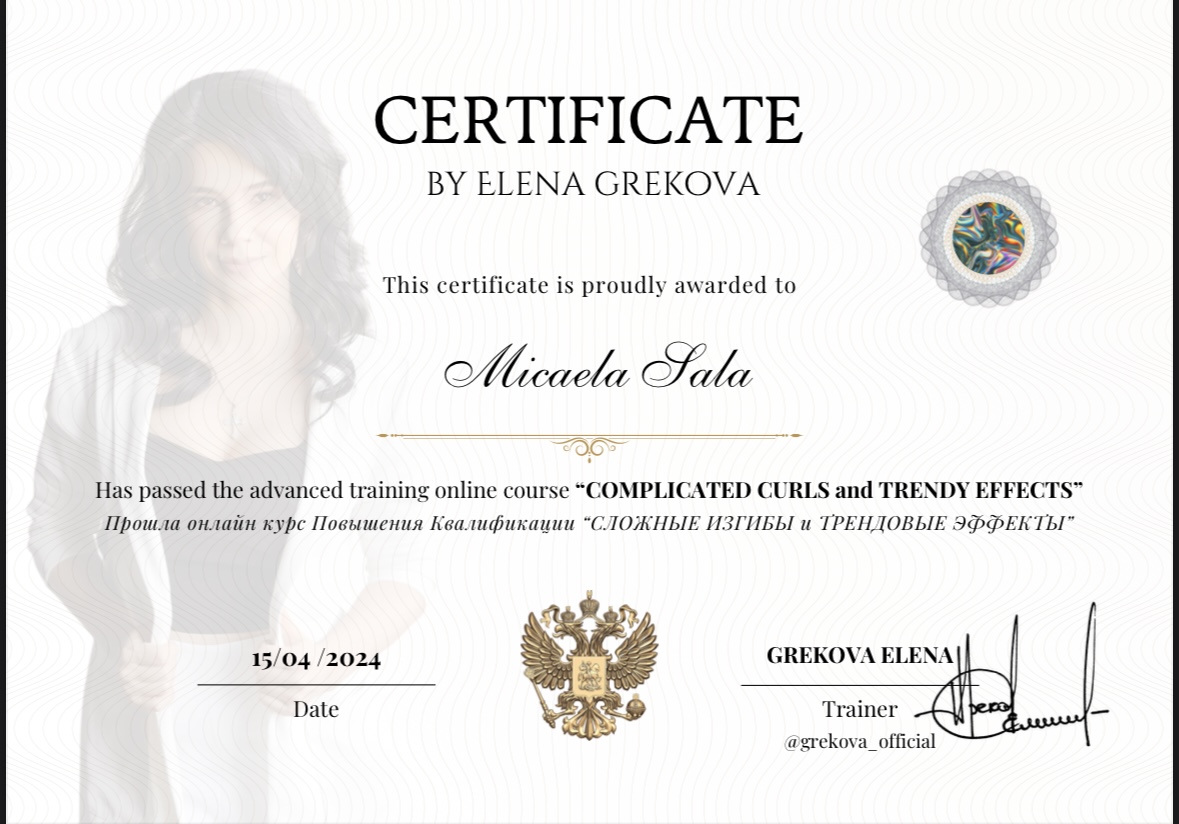 CERTIFICATE
BY ELENA GREKOVA
This certificate is proudly awarded to
Micaela Sala
Has passed the advanced training online course “COMPLICATED CURLS and TRENDY EFFECTS”
Прошла онлайн курс Повышения Квалификации “СЛОЖНЫЕ ИЗГИБЫ и ТРЕНДОВЫЕ ЭФФЕКТЫ”
15/04 /2024
Date
GREKOVA ELENA
Trainer
@grekova_official